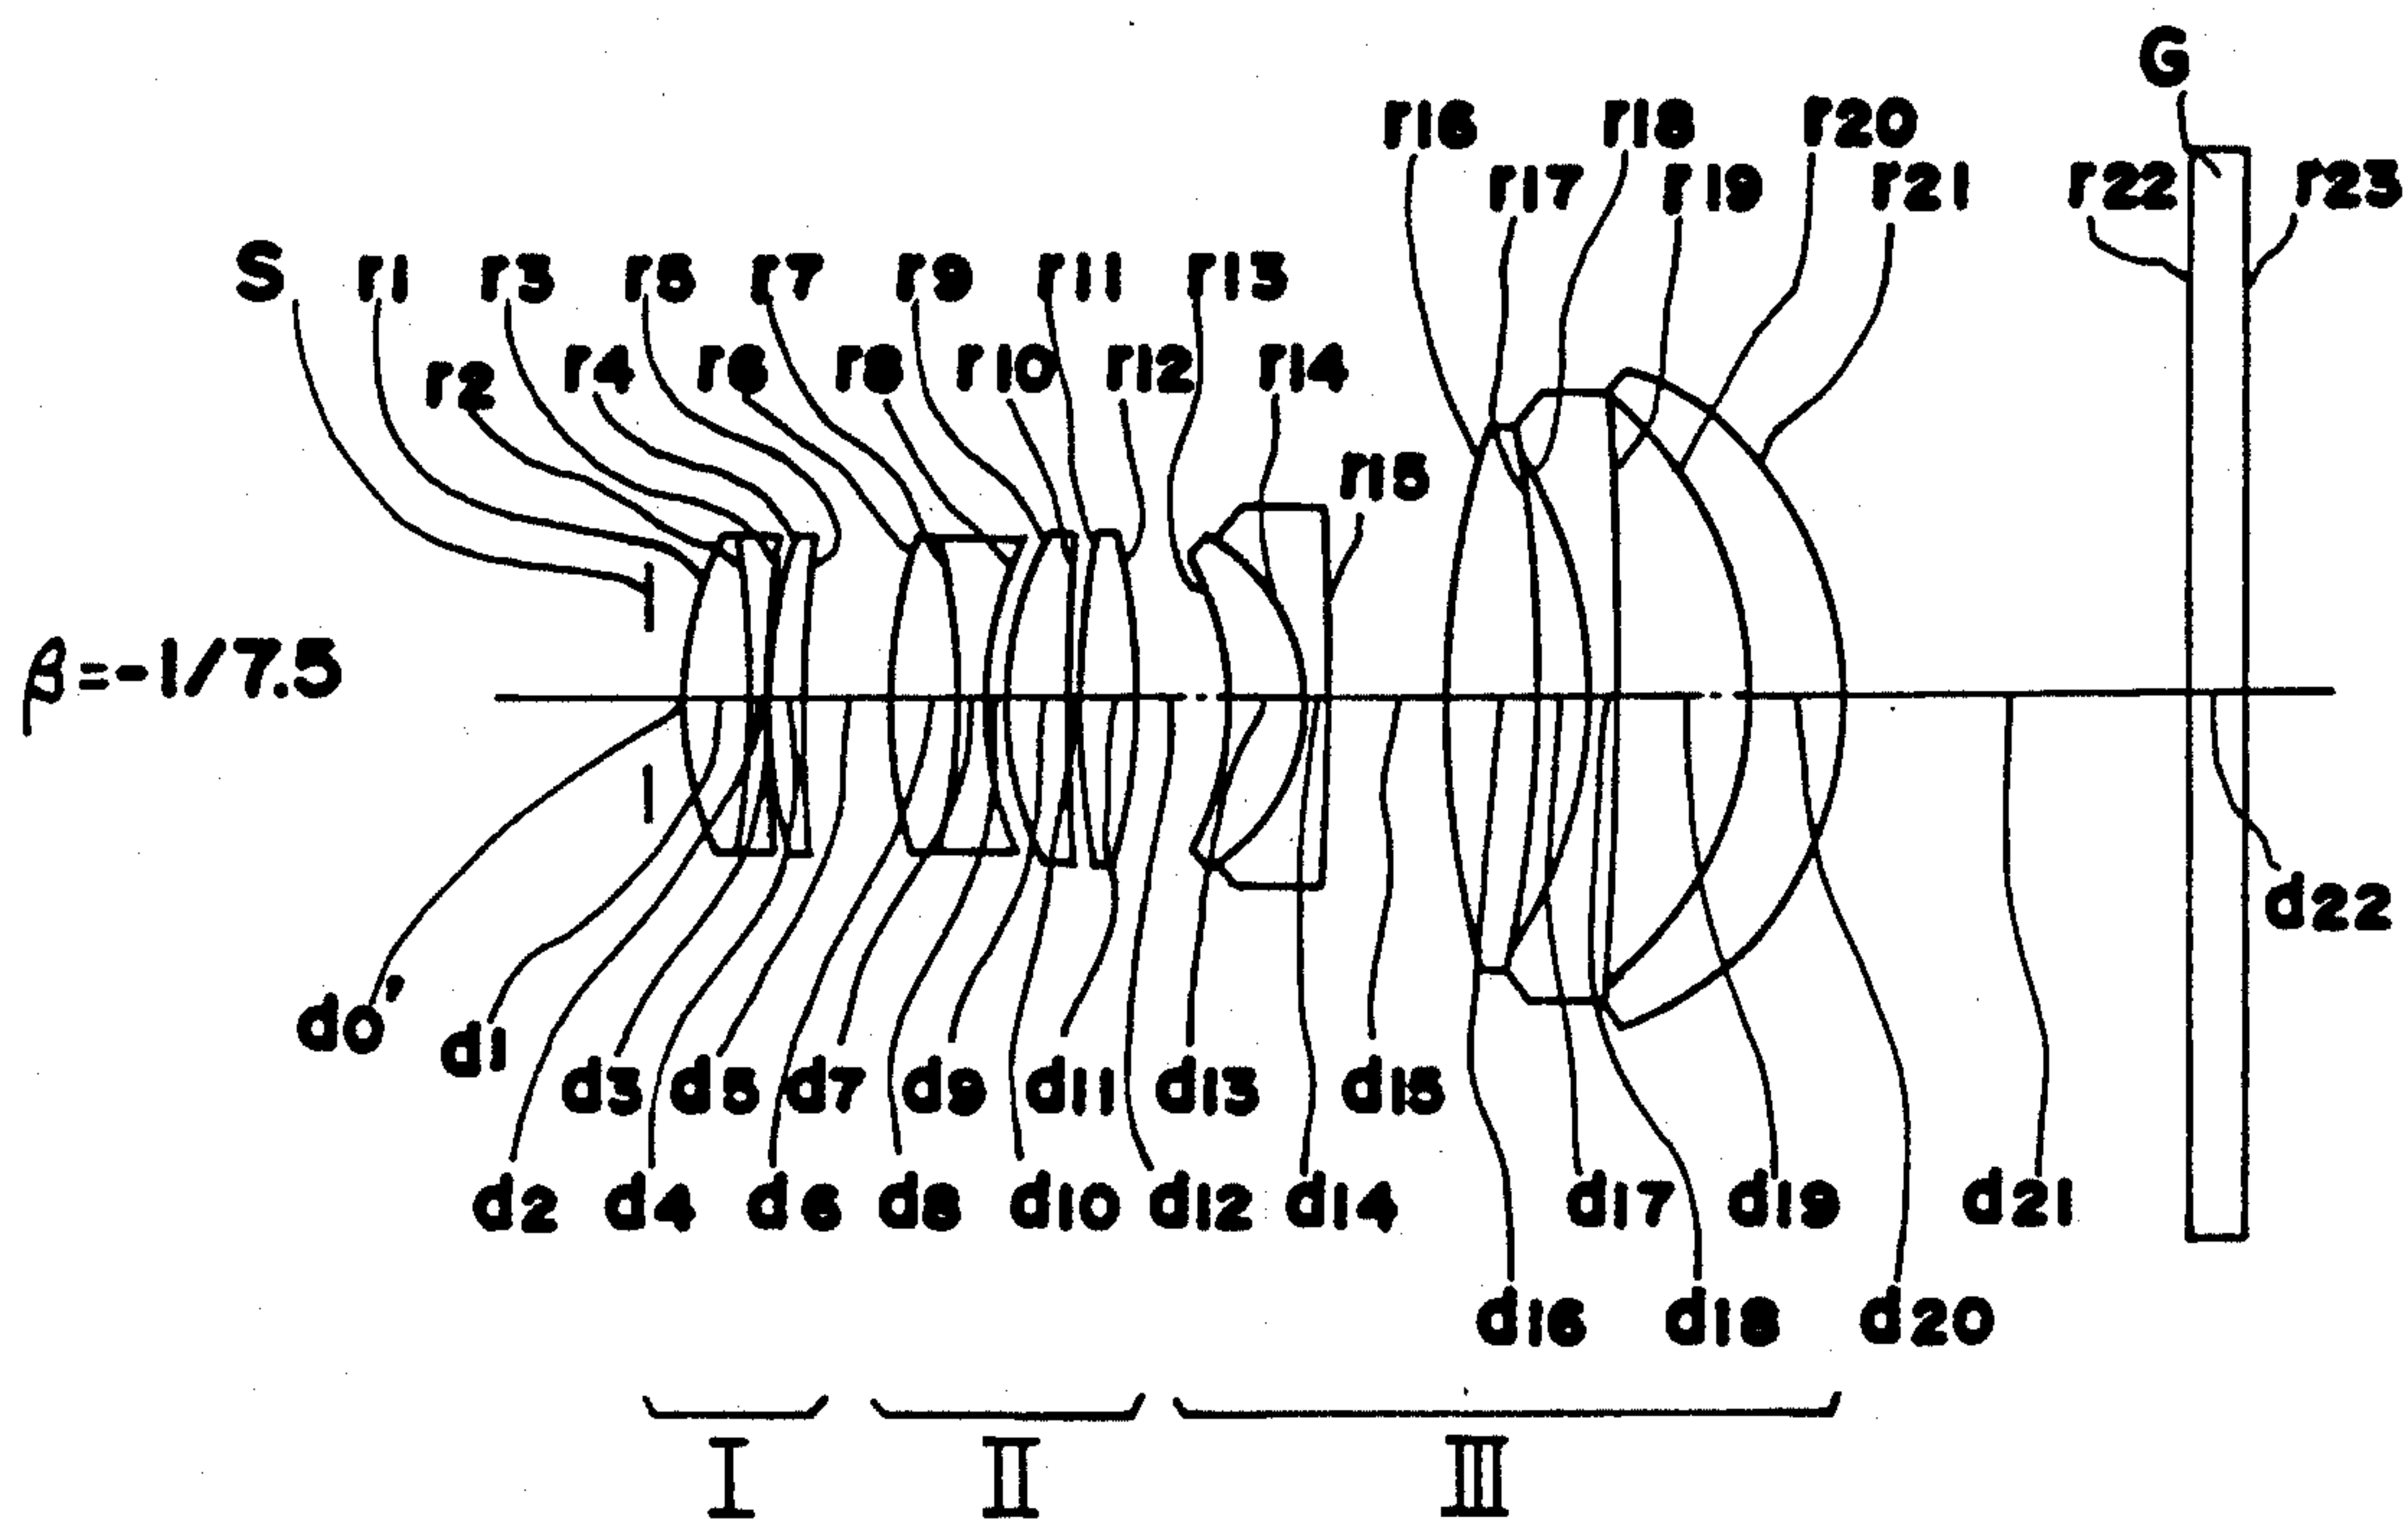 G
r16 r18 r20
r17 r19 r21 r22 r23
S r1 r3 r5 r7 r9 r11 r13
r2 r4 r6 r8 r10 r12 r14
r15
β=-1/7.5
d22
do' d1
d3 d5 d7 d9 d11 d13 d15
d2 d4 d6 d8 d10 d12 d14 d17 d19 d21
d16 d18 d20
I II III